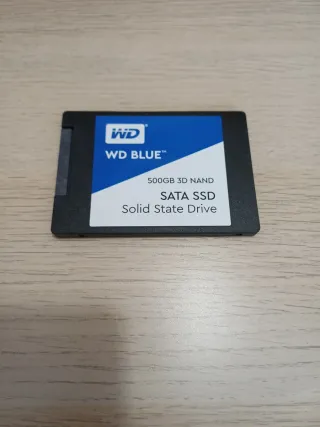 WD
WD BLUE™
500GB 3D NAND
SATA SSD
Solid State Drive